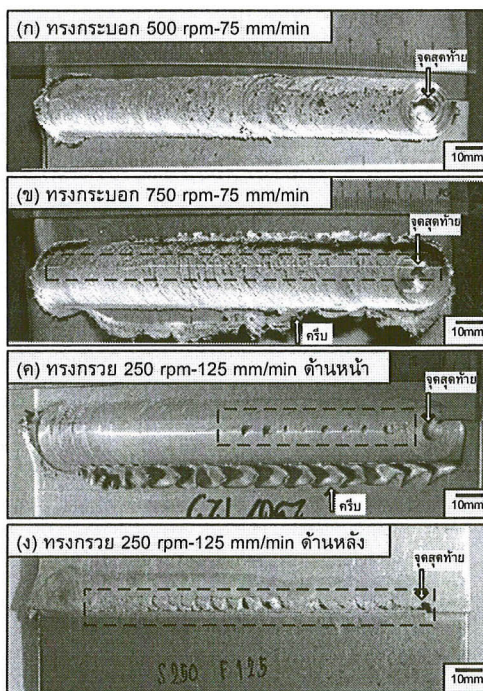 (ก) ทรงกระบอก 500 rpm-75 mm/min
จุดสุดท้าย
10mm
(ข) ทรงกระบอก 750 rpm-75 mm/min
จุดสุดท้าย
ครีบ
10mm
(ค) ทรงกรวย 250 rpm-125 mm/min ด้านหน้า
จุดสุดท้าย
ครีบ
10mm
(ง) ทรงกรวย 250 rpm-125 mm/min ด้านหลัง
จุดสุดท้าย
S250 F125
10mm